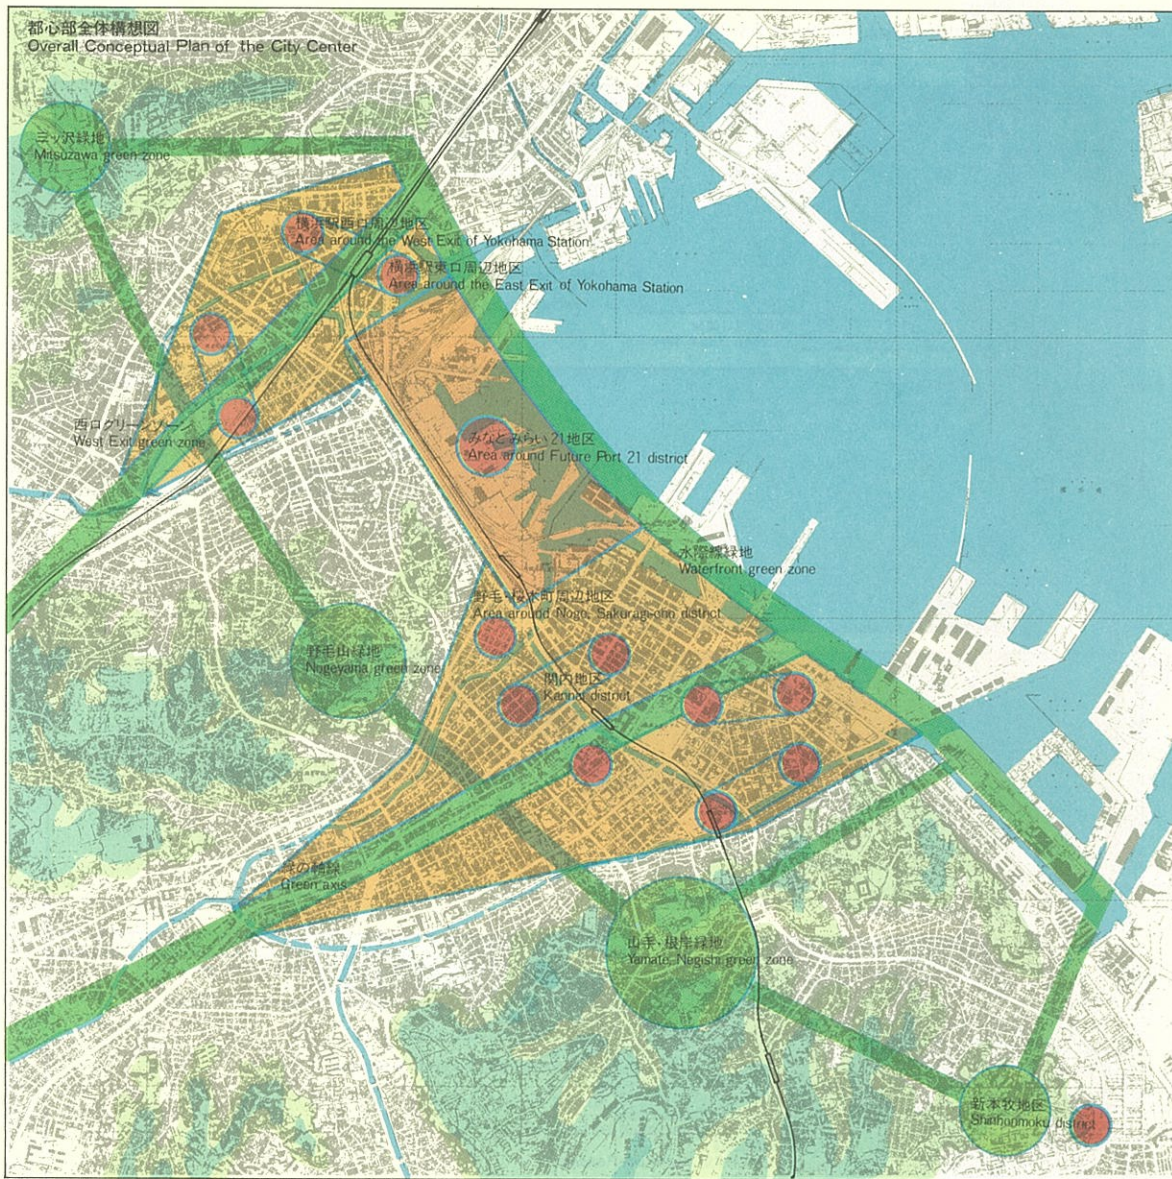 都心部全体構想図
Overall Conceptual Plan of the City Center
三ッ沢緑地
Mitsuzawa green zone
横浜駅西口周辺地区
Area around the West Exit of Yokohama Station
横浜駅東口周辺地区
Area around the East Exit of Yokohama Station
西口グリーンゾーン
West Exit green zone
みなとみらい21地区
Area around Future Port 21 district
水際線緑地
Waterfront green zone
野毛・桜木町周辺地区
Area around Noge, district
野毛山緑地
Nogeyama green zone
関内地区
Kannai district
緑の軸線
Green axis
山手・根岸緑地
Yamate, Negishi green zone
新本牧地区
Shinhonmoku district